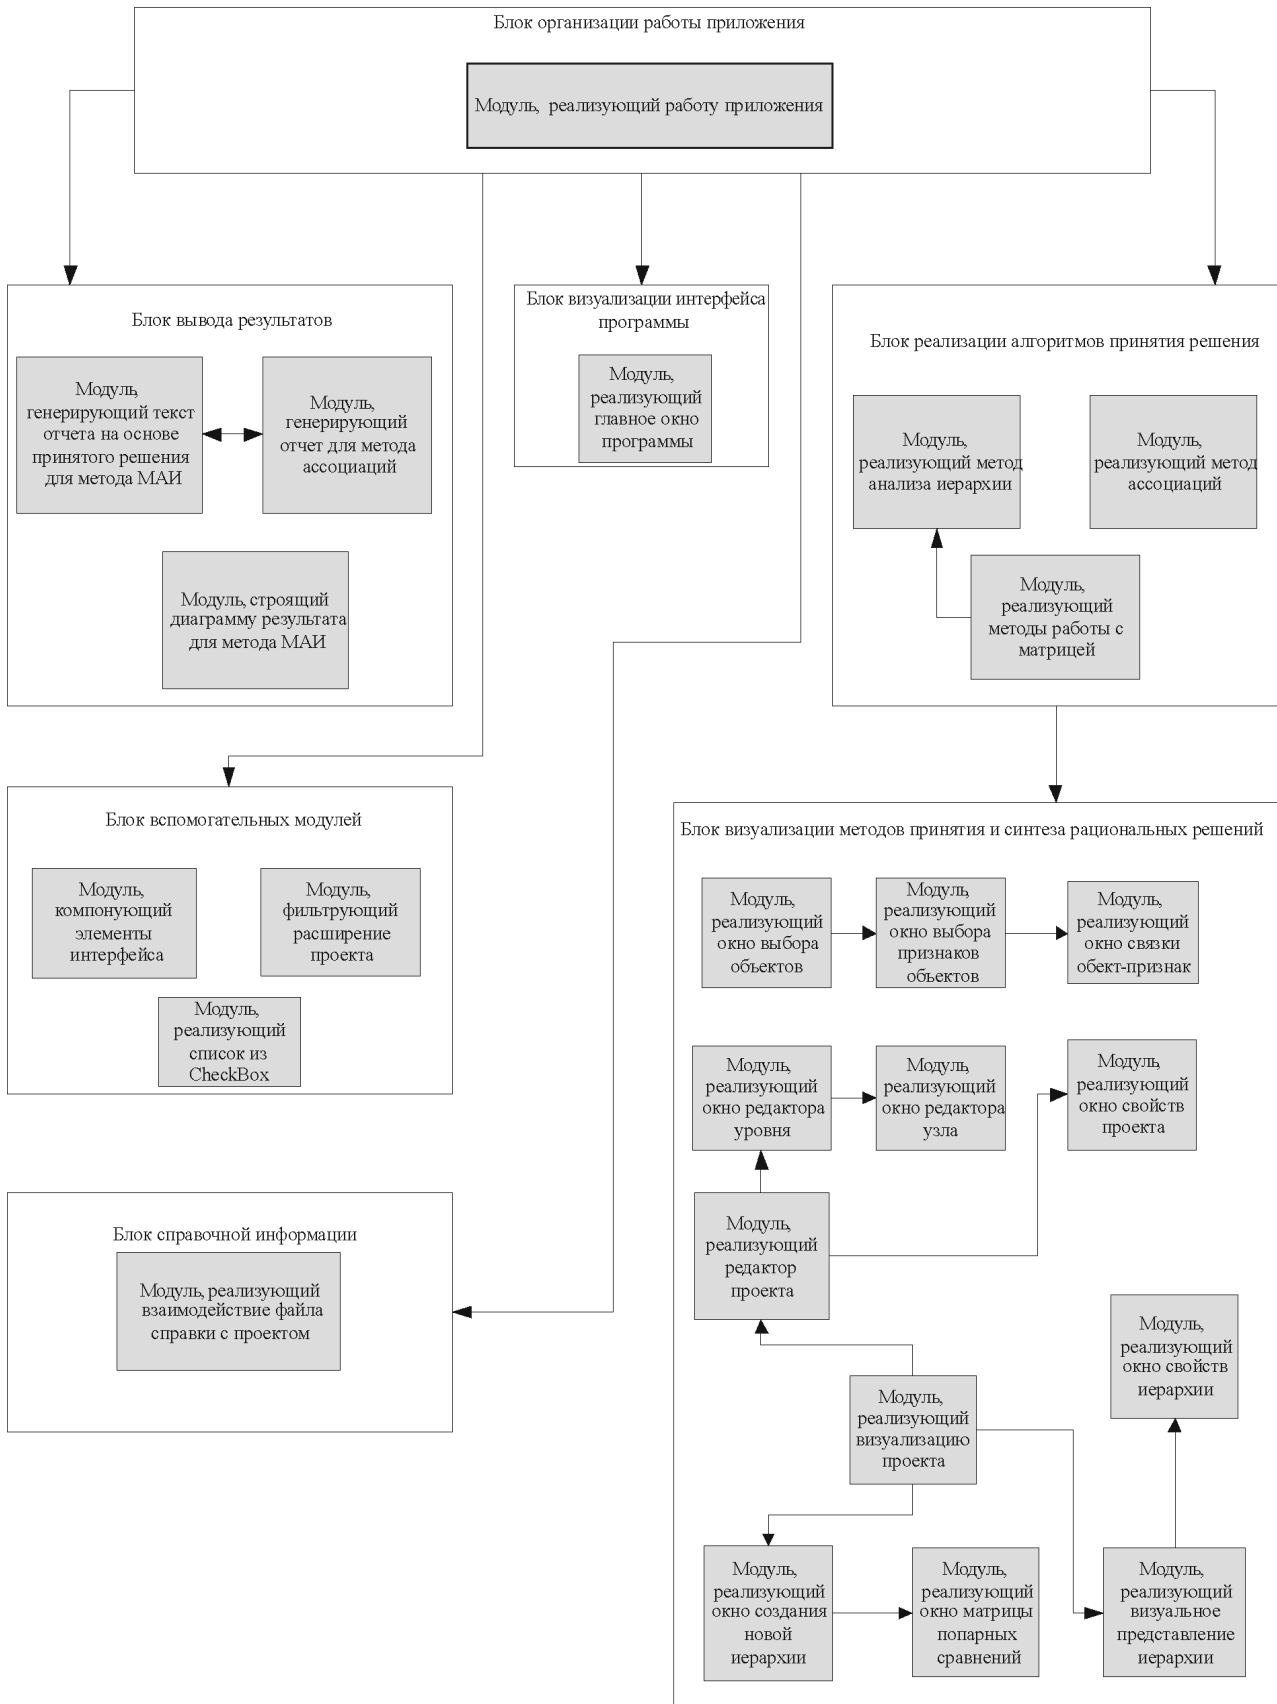 Блок организации работы приложения
Модуль, реализующий работу приложения
Блок вывода результатов
Модуль,
генерирующий текст
отчета на основе
принятого решения
для метода МАИ
Модуль,
генерирующий
отчет для метода
ассоциаций
Модуль, строящий
диаграмму результата
для метода МАИ
Блок визуализации интерфейса
программы
Модуль,
реализующий
главное окно
программы
Блок реализации алгоритмов принятия решения
Модуль,
реализующий метод
анализа иерархии
Модуль,
реализующий метод
ассоциаций
Модуль,
реализующий
методы работы с
матрицей
Блок вспомогательных модулей
Модуль,
компонующий
элементы
интерфейса
Модуль,
фильтрующий
расширение
проекта
Модуль,
реализующий
список из
CheckBox
Блок справочной информации
Модуль, реализующий
взаимодействие файла
справки с проектом
Блок визуализации методов принятия и синтеза рациональных решений
Модуль,
реализующий
окно выбора
объектов
Модуль,
реализующий
окно выбора
признаков
объектов
Модуль,
реализующий
окно связки
обект-признак
Модуль,
реализующий
окно редактора
уровня
Модуль,
реализующий
окно редактора
узла
Модуль,
реализующий
окно свойств
проекта
Модуль,
реализующий
редактор
проекта
Модуль,
реализующий
окно свойств
иерархии
Модуль,
реализующий
визуализацию
проекта
Модуль,
реализующий
окно создания
новой
иерархии
Модуль,
реализующий
окно матрицы
попарных
сравнений
Модуль,
реализующий
визуальное
представление
иерархии